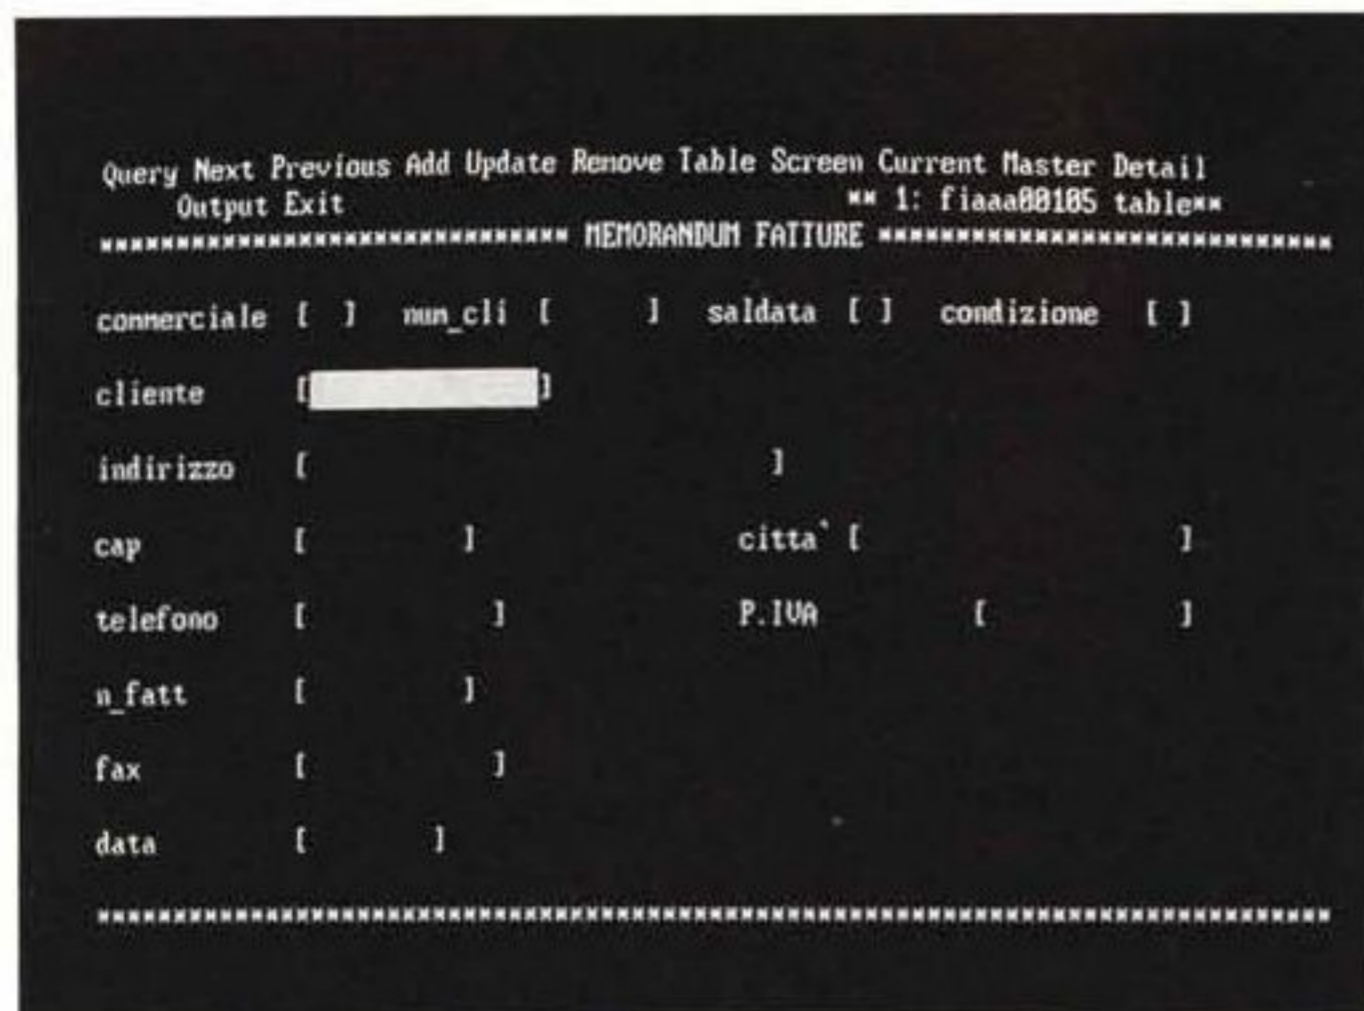 Query Next Previous Add Update Remove Table Screen Current Master Detail
Output Exit ** 1: fiaaa00105 table**
******************************* MEMORANDUM FATTURE ******************************
commerciale [ ] num_cli [ ] saldata [ ] condizione [ ]
cliente [ ]
indirizzo [ ]
cap [ ] citta` [ ]
telefono [ ] P.IVA [ ]
n_fatt [ ]
fax [ ]
data [ ]
*********************************************************************************